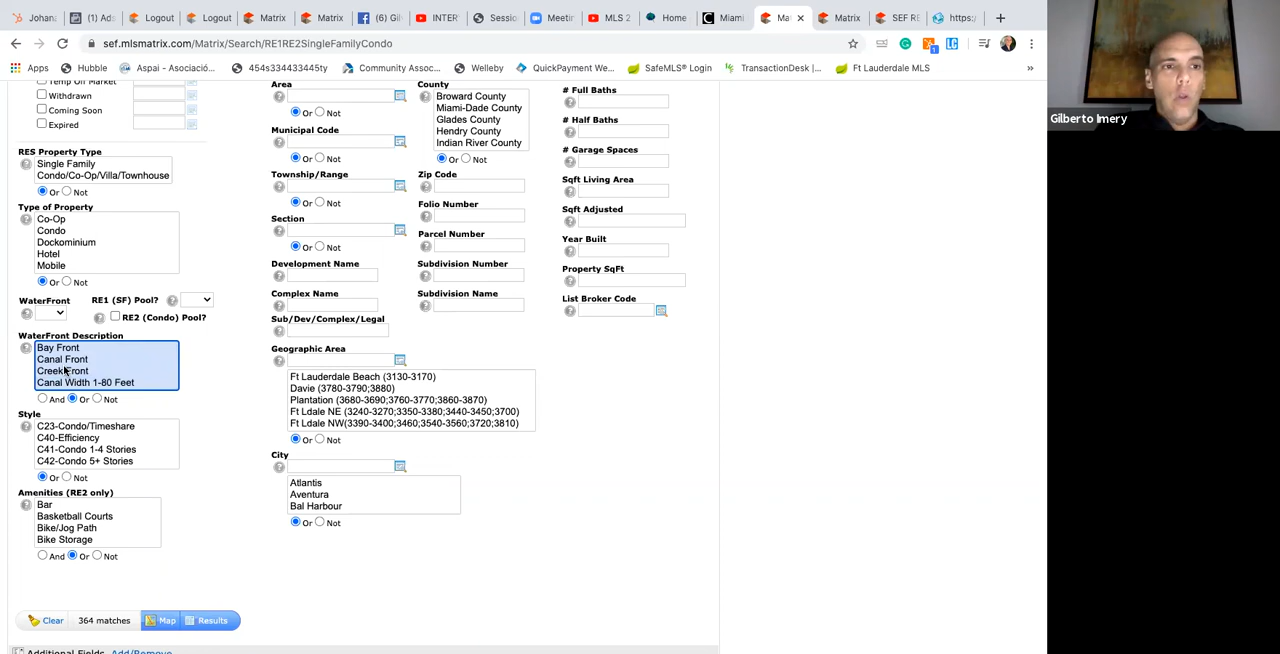 Johan
(1) Ads
Logout
Logout
Matrix
Matrix
(6) Gil
INTER
Sessio
Meetin
MLS 2
Home
Miami
Mat
Matrix
SEF RE
https:/
sef.mlsmatrix.com/Matrix/Search/RE1RE2SingleFamilyCondo
Apps
Hubble
Aspai - Asociació...
454s334433445ty
Community Assoc...
Wellero
QuickPayment We...
SafeMLS® Login
TransactionDesk |...
Ft Lauderdale MLS
»
Temp Off Market
Withdrawn
Coming Soon
Expired
RES Property Type
Single Family
Condo/Co-Op/Villa/Townhouse
Or Not
Type of Property
Co-Op
Condo
Dockominium
Hotel
Mobile
Or Not
WaterFront
RE1 (SF) Pool?
RE2 (Condo) Pool?
WaterFront Description
Bay Front
Canal Front
Creek Front
Canal Width 1-80 Feet
And Or Not
Style
C23-Condo/Timeshare
C40-Efficiency
C41-Condo 1-4 Stories
C42-Condo 5+ Stories
Or Not
Amenities (RE2 only)
Bar
Basketball Courts
Bike/Jog Path
Bike Storage
And Or Not
Area
Or Not
Municipal Code
Or Not
Township/Range
Or Not
Section
Or Not
Development Name
Complex Name
Sub/Dev/Complex/Legal
Geographic Area
Ft Lauderdale Beach (3130-3170)
Davie (3780-3790;3880)
Plantation (3680-3690;3760-3770;3860-3870)
Ft Ldale NE (3240-3270;3350-3380;3440-3450;3700)
Ft Ldale NW(3390-3400;3460;3540-3560;3720;3810)
Or Not
City
Atlantis
Aventura
Bal Harbour
Or Not
County
Broward County
Miami-Dade County
Glades County
Hendry County
Indian River County
Or Not
Zip Code
Folio Number
Parcel Number
Subdivision Number
Subdivision Name
# Full Baths
# Half Baths
# Garage Spaces
Sqft Living Area
Sqft Adjusted
Year Built
Property SqFt
List Broker Code
Clear
364 matches
Map
Results
Additional Fields Add/Remove
Gilberto Imery